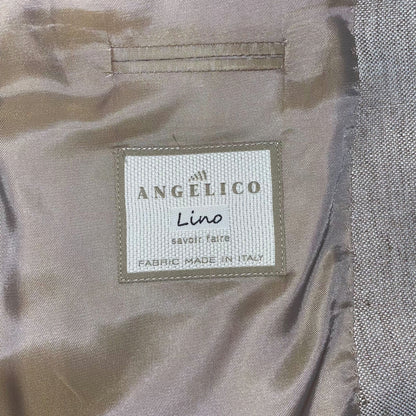 ANGELICO
Lino
savoir faire
FABRIC MADE IN ITALY